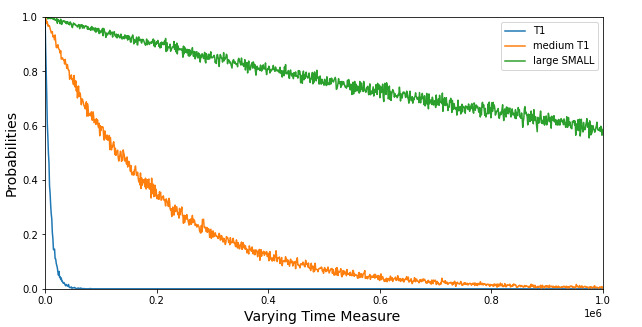 1.0
0.8
0.6
0.4
0.2
0.0
Probabilities
T1
medium T1
large SMALL
0.0 0.2 0.4 0.6 0.8 1.0
1e6
Varying Time Measure